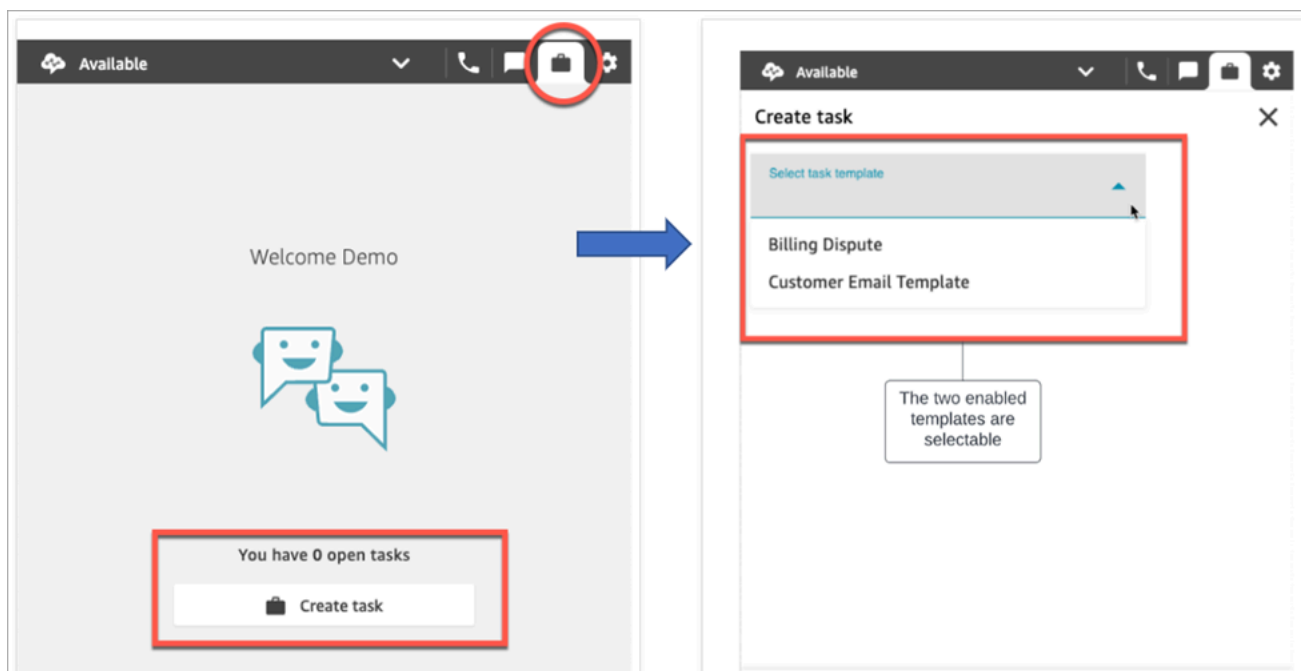 Available
Welcome Demo
You have 0 open tasks
Create task
Available
Create task
Select task template
Billing Dispute
Customer Email Template
The two enabled
templates are
selectable